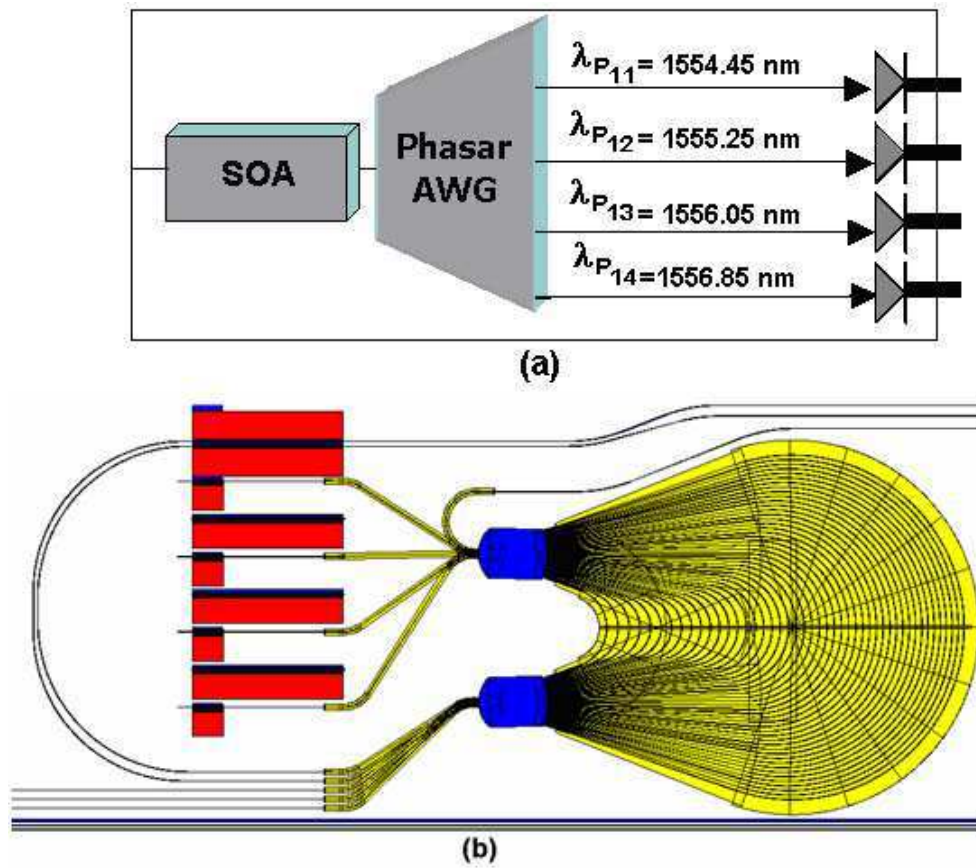 λP11= 1554.45 nm
λP12= 1555.25 nm
λP13= 1556.05 nm
λP14=1556.85 nm
SOA
Phasar
AWG
(a)
(b)